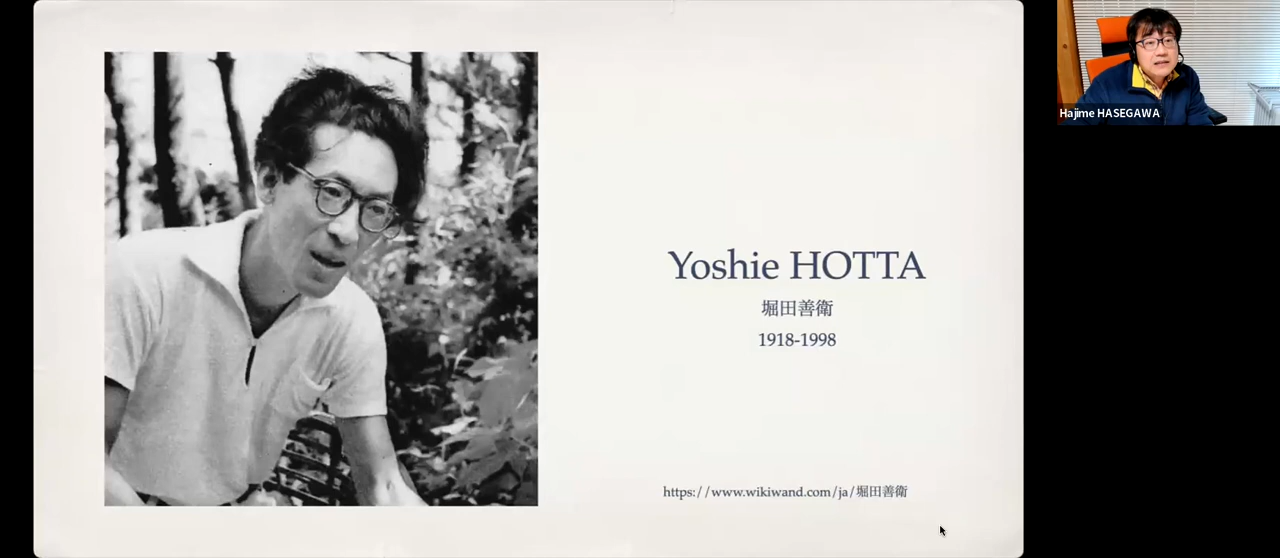 Yoshie HOTTA
堀田善衛
1918-1998
https://www.wikiwand.com/ja/堀田善衛
Hajime HASEGAWA